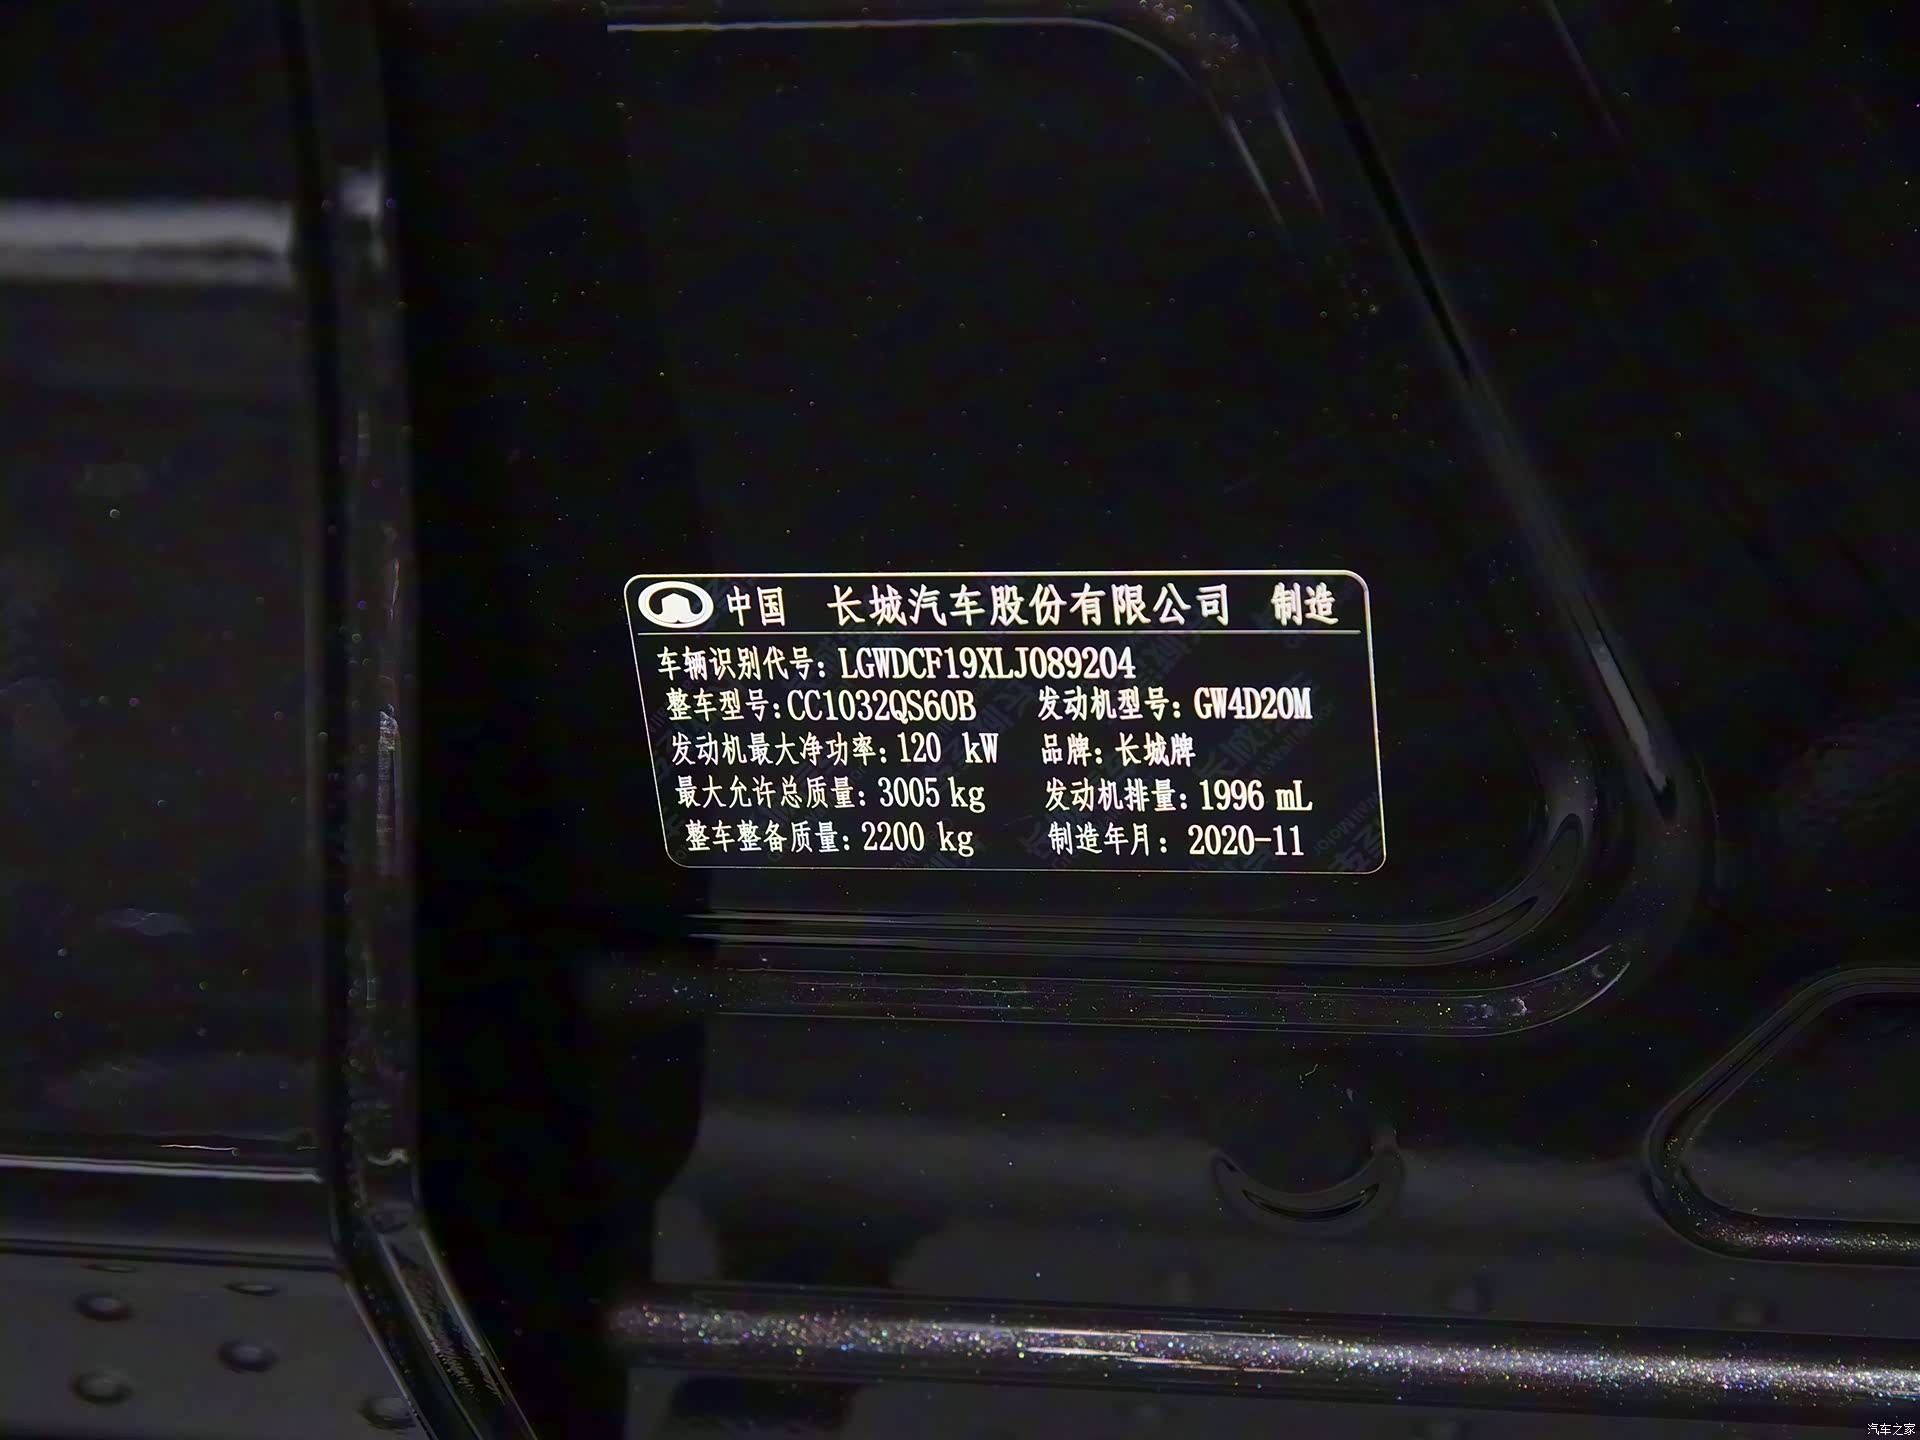 中国 长城汽车股份有限公司 制造
车辆识别代号：LGWDCF19XLJ089204
整车型号：CC1032QS60B 发动机型号：GW4D20M
发动机最大净功率：120 kW 品牌：长城牌
最大允许总质量：3005 kg 发动机排量：1996 mL
整车整备质量：2200 kg 制造年月：2020-11
汽车之家